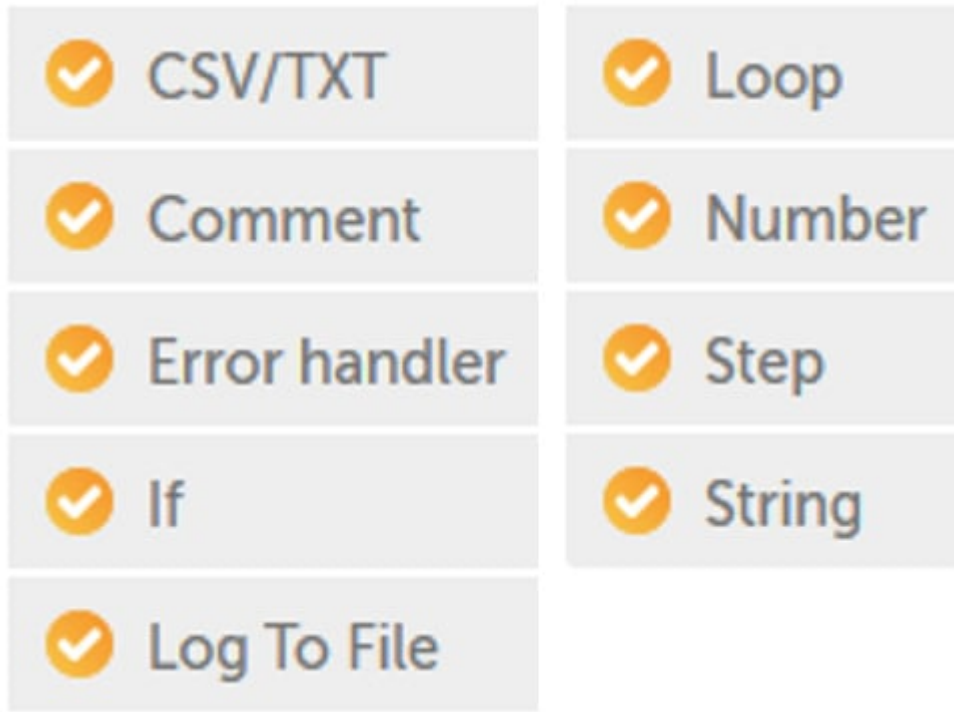 CSV/TXT
Comment
Error handler
If
Log To File
Loop
Number
Step
String